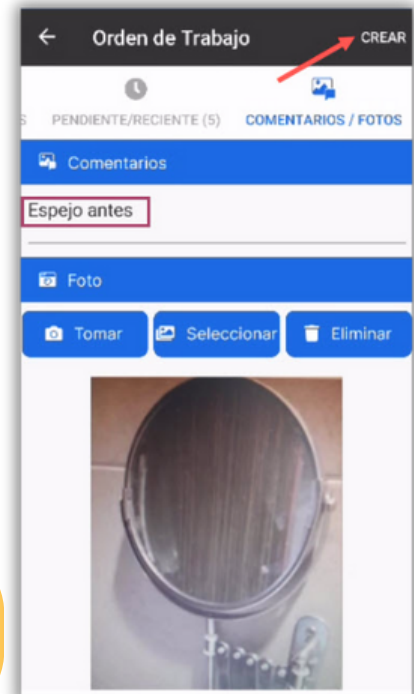 Orden de Trabajo CREAR
S PENDIENTE/RECIENTE (5) COMENTARIOS / FOTOS
Comentarios
Espejo antes
Foto
Tomar Seleccionar Eliminar